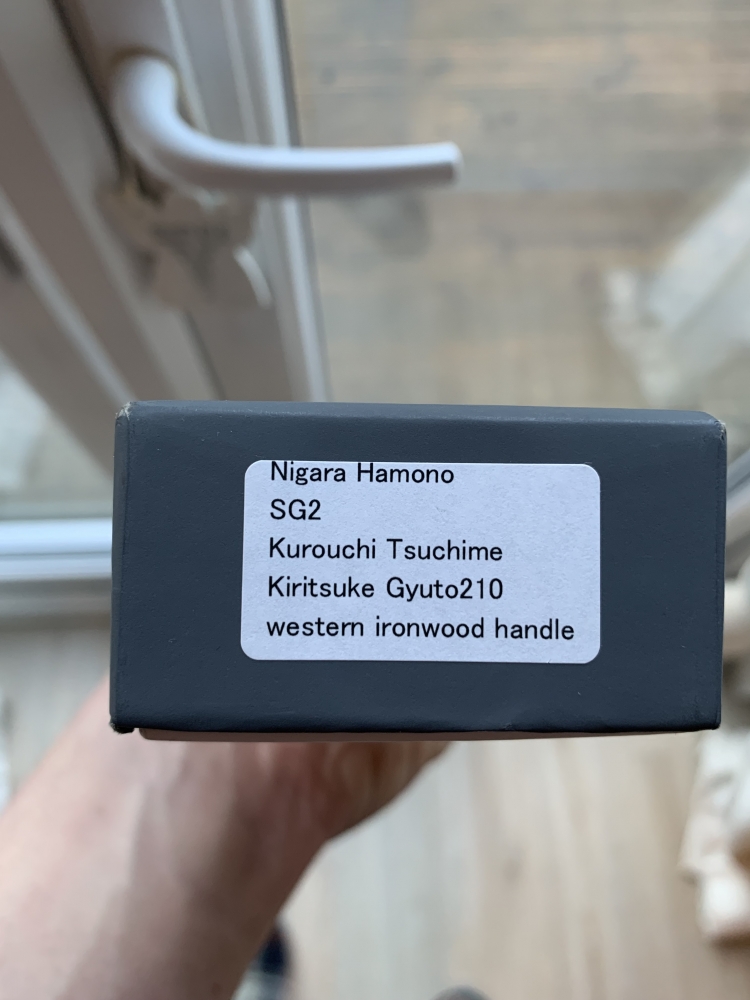 Nigara Hamono
SG2
Kurouchi Tsuchime
Kiritsuke Gyuto210
western ironwood handle